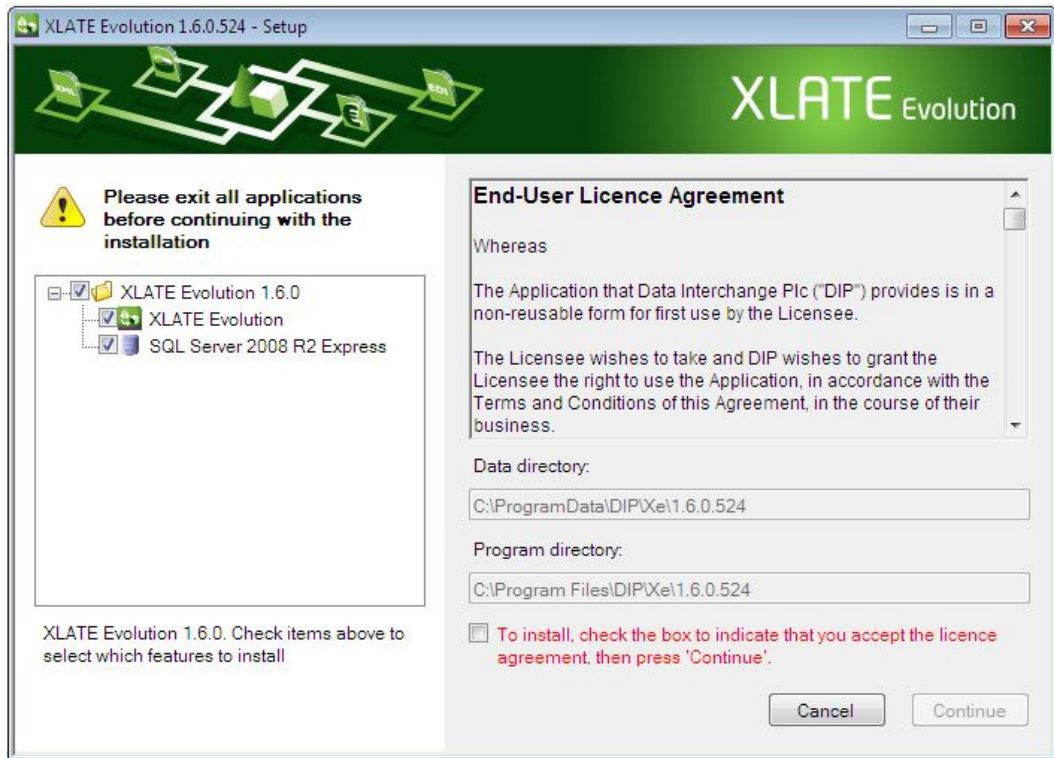 XLATE Evolution 1.6.0.524 - Setup
XML
€
EDI
XLATE Evolution
Please exit all applications
before continuing with the
installation
XLATE Evolution 1.6.0
XLATE Evolution
SQL Server 2008 R2 Express
XLATE Evolution 1.6.0. Check items above to
select which features to install
End-User Licence Agreement
Whereas
The Application that Data Interchange Plc ("DIP") provides is in a
non-reusable form for first use by the Licensee.
The Licensee wishes to take and DIP wishes to grant the
Licensee the right to use the Application, in accordance with the
Terms and Conditions of this Agreement, in the course of their
business.
Data directory:
C:\ProgramData\DIP\Xe\1.6.0.524
Program directory:
C:\Program Files\DIP\Xe\1.6.0.524
To install, check the box to indicate that you accept the licence
agreement, then press 'Continue'.
Cancel
Continue